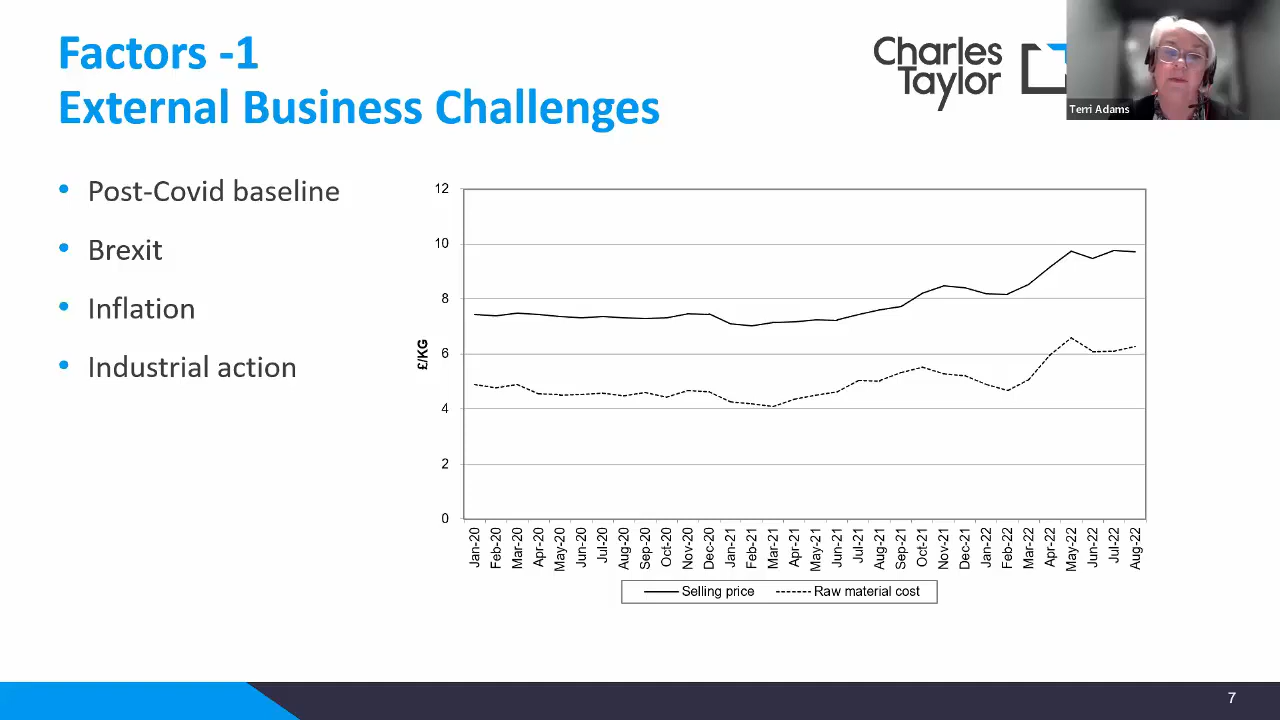 Factors -1
External Business Challenges
Charles
Taylor
Terri Adams
• Post-Covid baseline
• Brexit
• Inflation
• Industrial action
12
10
8
6
4
2
0
£/KG
Jan-20
Feb-20
Mar-20
Apr-20
May-20
Jun-20
Jul-20
Aug-20
Sep-20
Oct-20
Nov-20
Dec-20
Jan-21
Feb-21
Mar-21
Apr-21
May-21
Jun-21
Jul-21
Aug-21
Sep-21
Oct-21
Nov-21
Dec-21
Jan-22
Feb-22
Mar-22
Apr-22
May-22
Jun-22
Jul-22
Aug-22
Selling price
Raw material cost
7